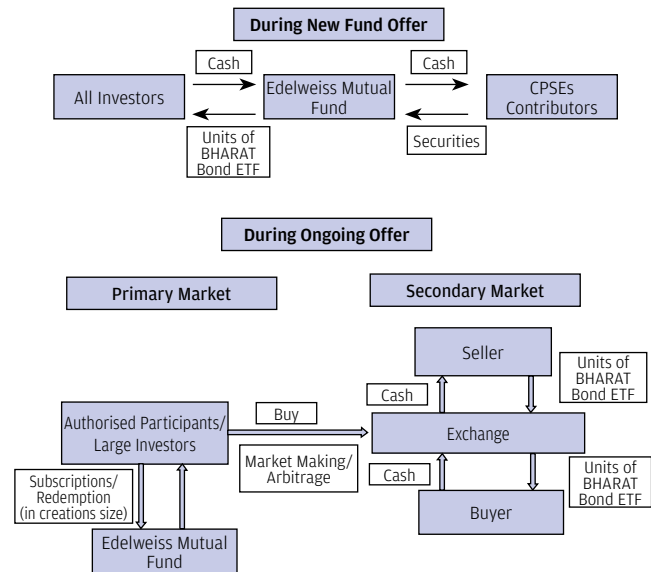 During New Fund Offer
Cash
Cash
All Investors
Edelweiss Mutual
Fund
CPSEs
Contributors
Units of
BHARAT
Bond ETF
Securities
During Ongoing Offer
Primary Market
Secondary Market
Seller
Units of
BHARAT
Bond ETF
Cash
Authorised Participants/
Large Investors
Buy
Exchange
Market Making/
Arbitrage
Cash
Units of
BHARAT
Bond ETF
Subscriptions/
Redemption
(in creations size)
Buyer
Edelweiss Mutual
Fund